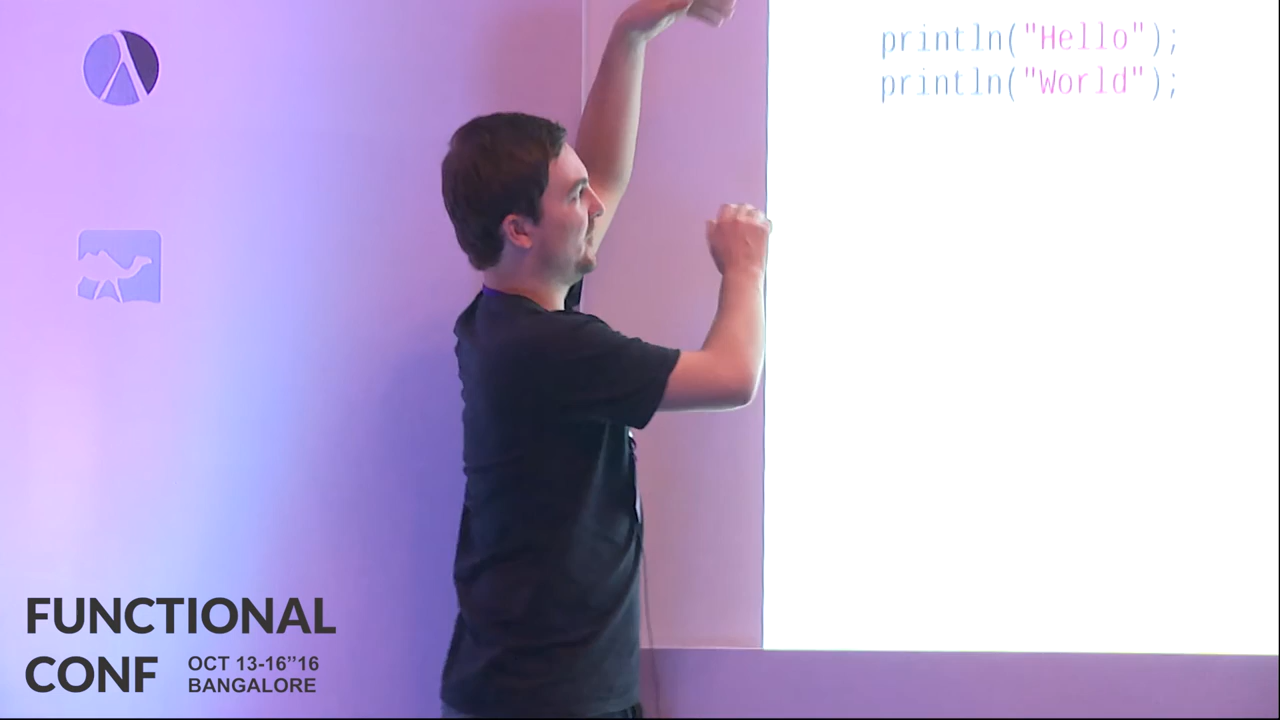 println("Hello");
println("World");
FUNCTIONAL
CONF
OCT 13-16”16
BANGALORE